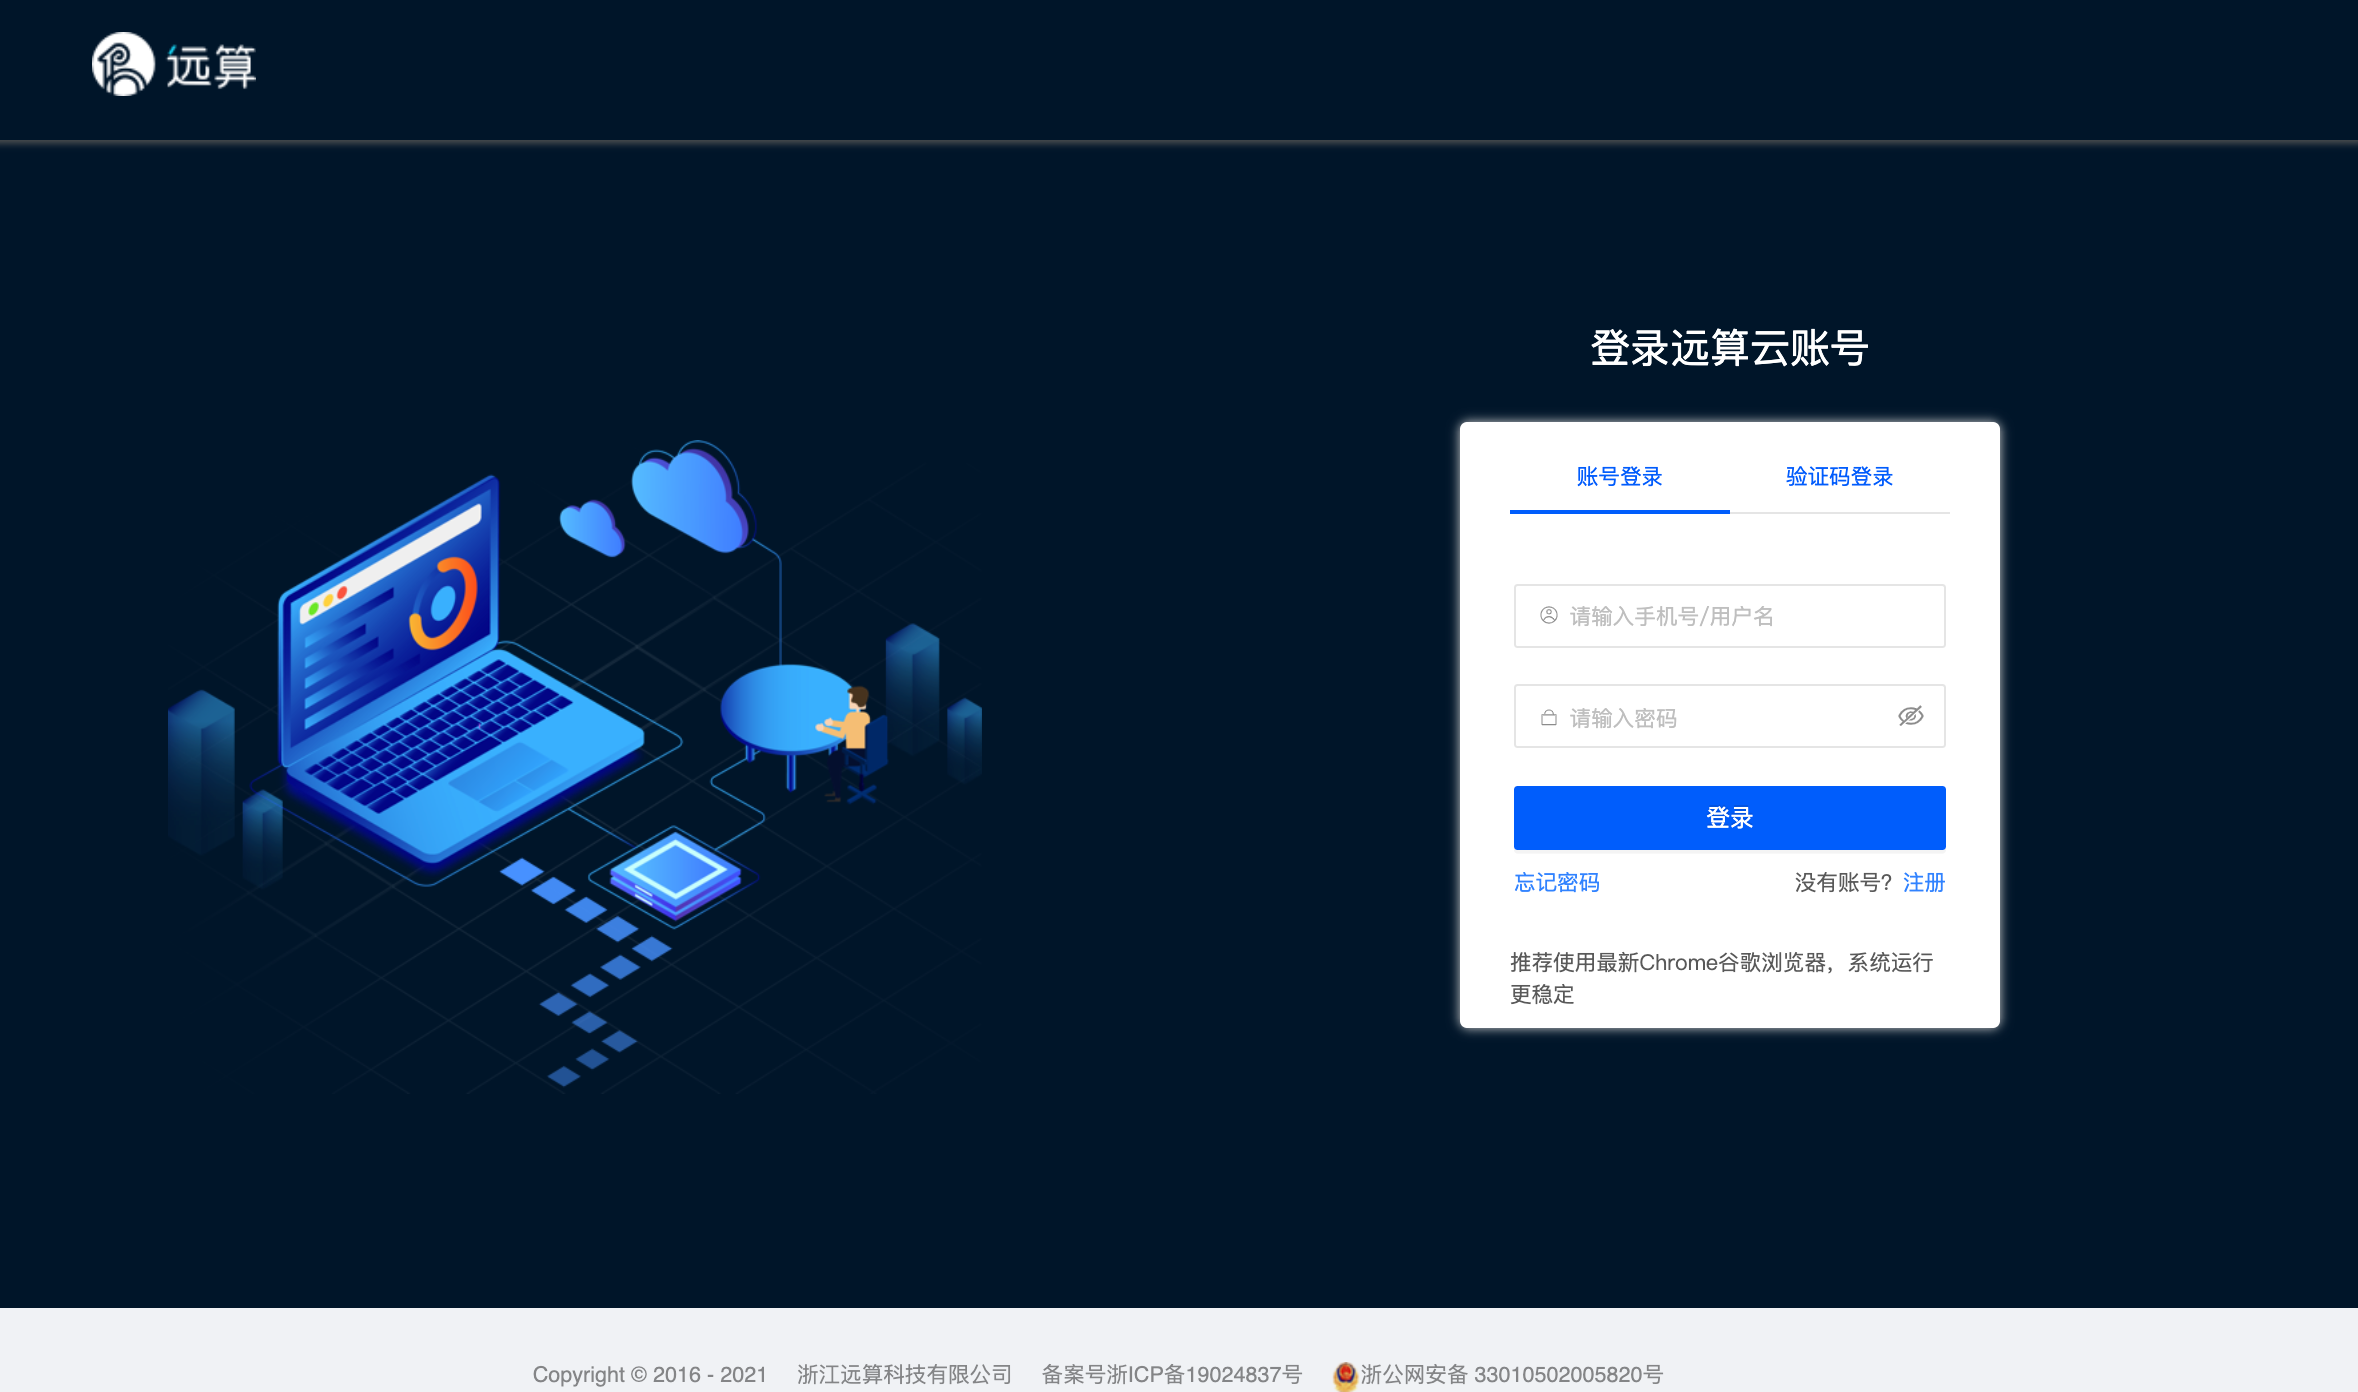 远算
登录远算云账号
账号登录
验证码登录
请输入手机号/用户名
请输入密码
登录
忘记密码
没有账号? 注册
推荐使用最新Chrome谷歌浏览器，系统运行
更稳定
Copyright © 2016 - 2021 浙江远算科技有限公司 备案号浙ICP备19024837号 浙公网安备 33010502005820号